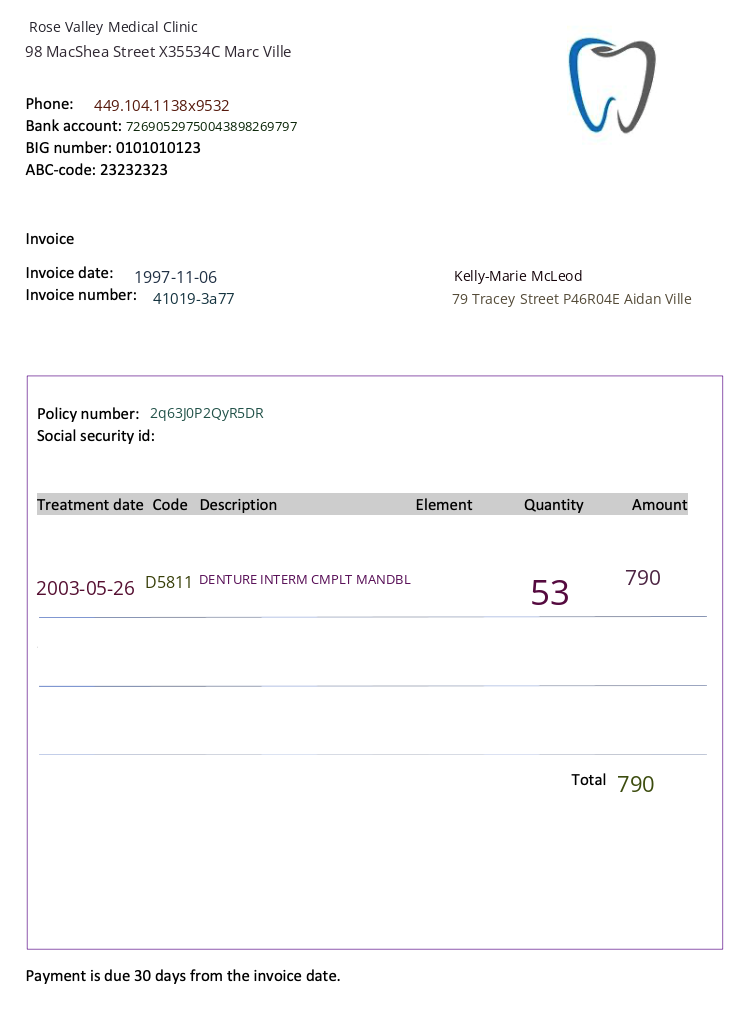 Rose Valley Medical Clinic
98 MacShea Street X35534C Marc Ville
Phone: 449.104.1138x9532
Bank account: 72690529750043898269797
BIG number: 0101010123
ABC-code: 23232323
Invoice
Invoice date: 1997-11-06
Invoice number: 41019-3a77
Kelly-Marie McLeod
79 Tracey Street P46R04E Aidan Ville
Policy number: 2q63J0P2QyR5DR
Social security id:
Treatment date Code Description Element Quantity Amount
2003-05-26 D5811 DENTURE INTERM CMPLT MANDBL 53 790
Total 790
Payment is due 30 days from the invoice date.